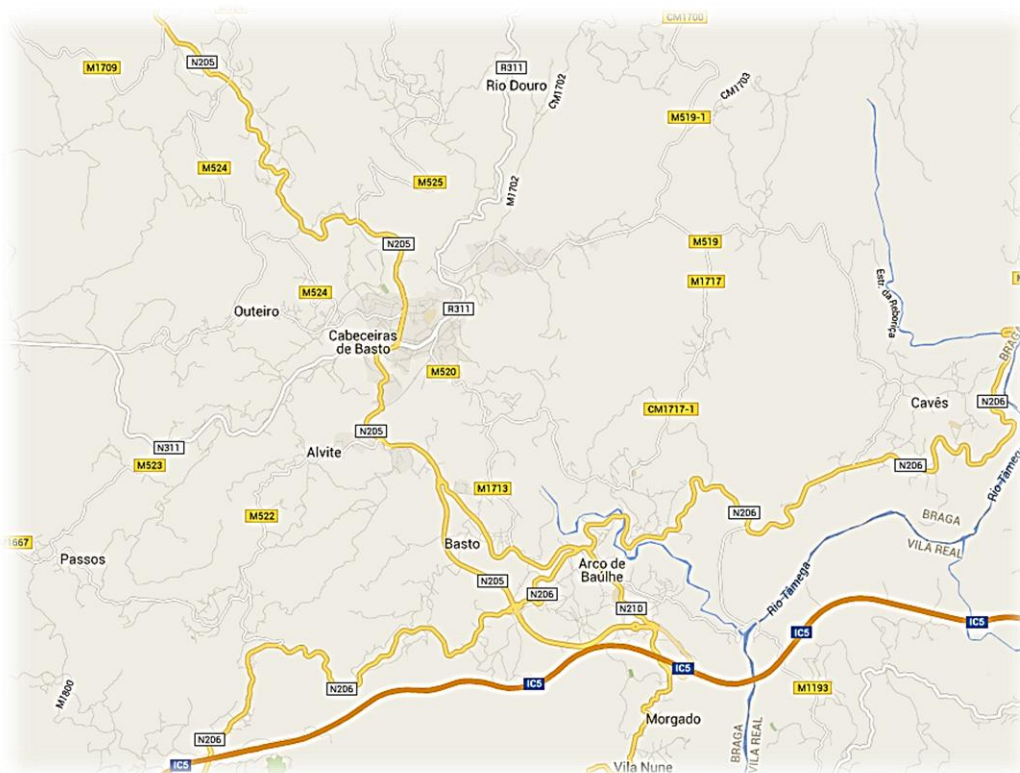 CM1700
N205
M1709
R311
Rio Douro
CM1702
CM1703
M519-1
M524
M525
M1702
N205
M519
M1717
M524
Outeiro
R311
Estr. da Reboriça
Cabeceiras
de Basto
BRAGA
M520
CM1717-1
Cavês
N206
N205
N311
Alvite
M523
N206
M1713
Rio Tâmega
M522
N206
BRAGA
VILA REAL
1667
Basto
Passos
Arco de
Baúlhe
N205
N206
Rio Tâmega
N210
IC5
IC5
IC5
IC5
M1193
N206
M1800
Morgado
BRAGA
VILA REAL
N206
IC5
Vila Nune